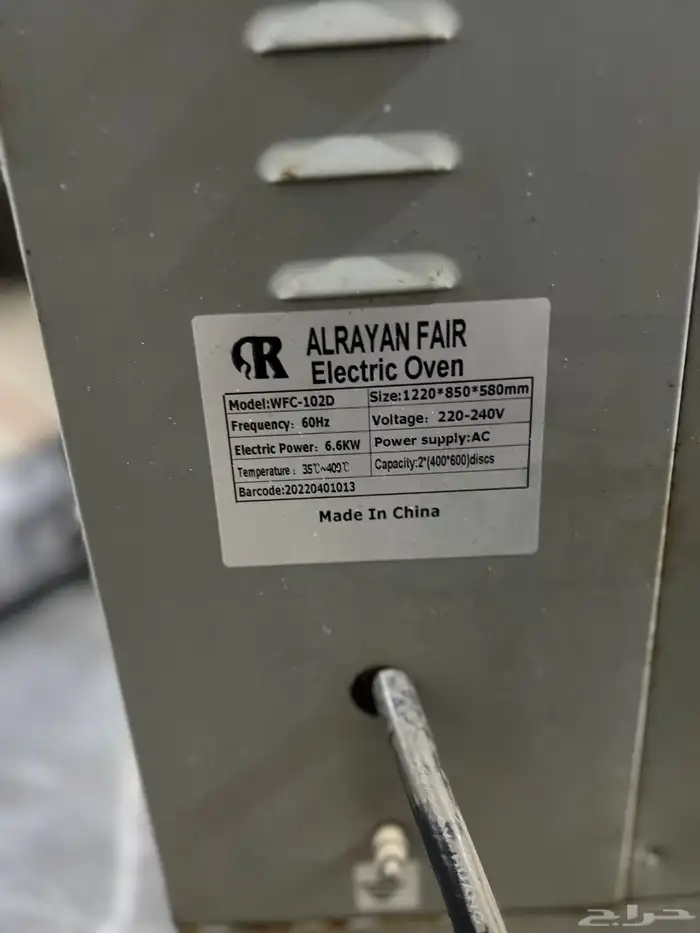 R ALRAYAN FAIR
Electric Oven
Model:WFC-102D Size:1220*850*580mm
Frequency: 60Hz Voltage: 220-240V
Electric Power: 6.6KW Power supply:AC
Temperature: 35℃~400℃ Capacity:2*(400*600)discs
Barcode:20220401013
Made In China
حراج